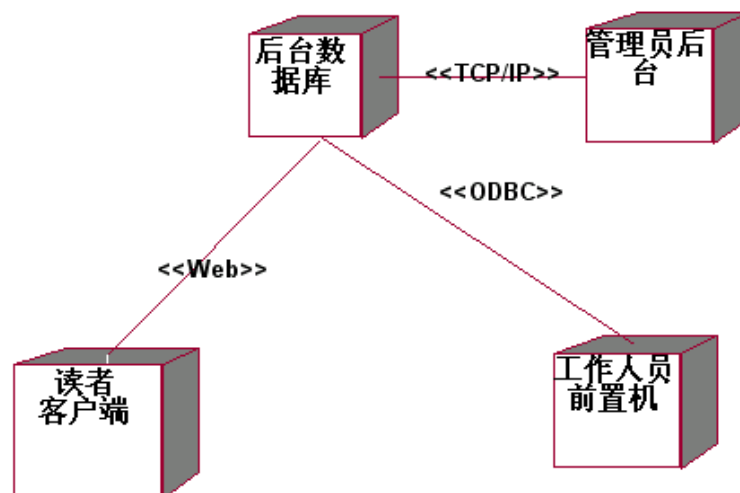 后台数
据库
<<TCP/IP>>
管理员后
台
<<ODBC>>
<<Web>>
读者
客户端
工作人员
前置机